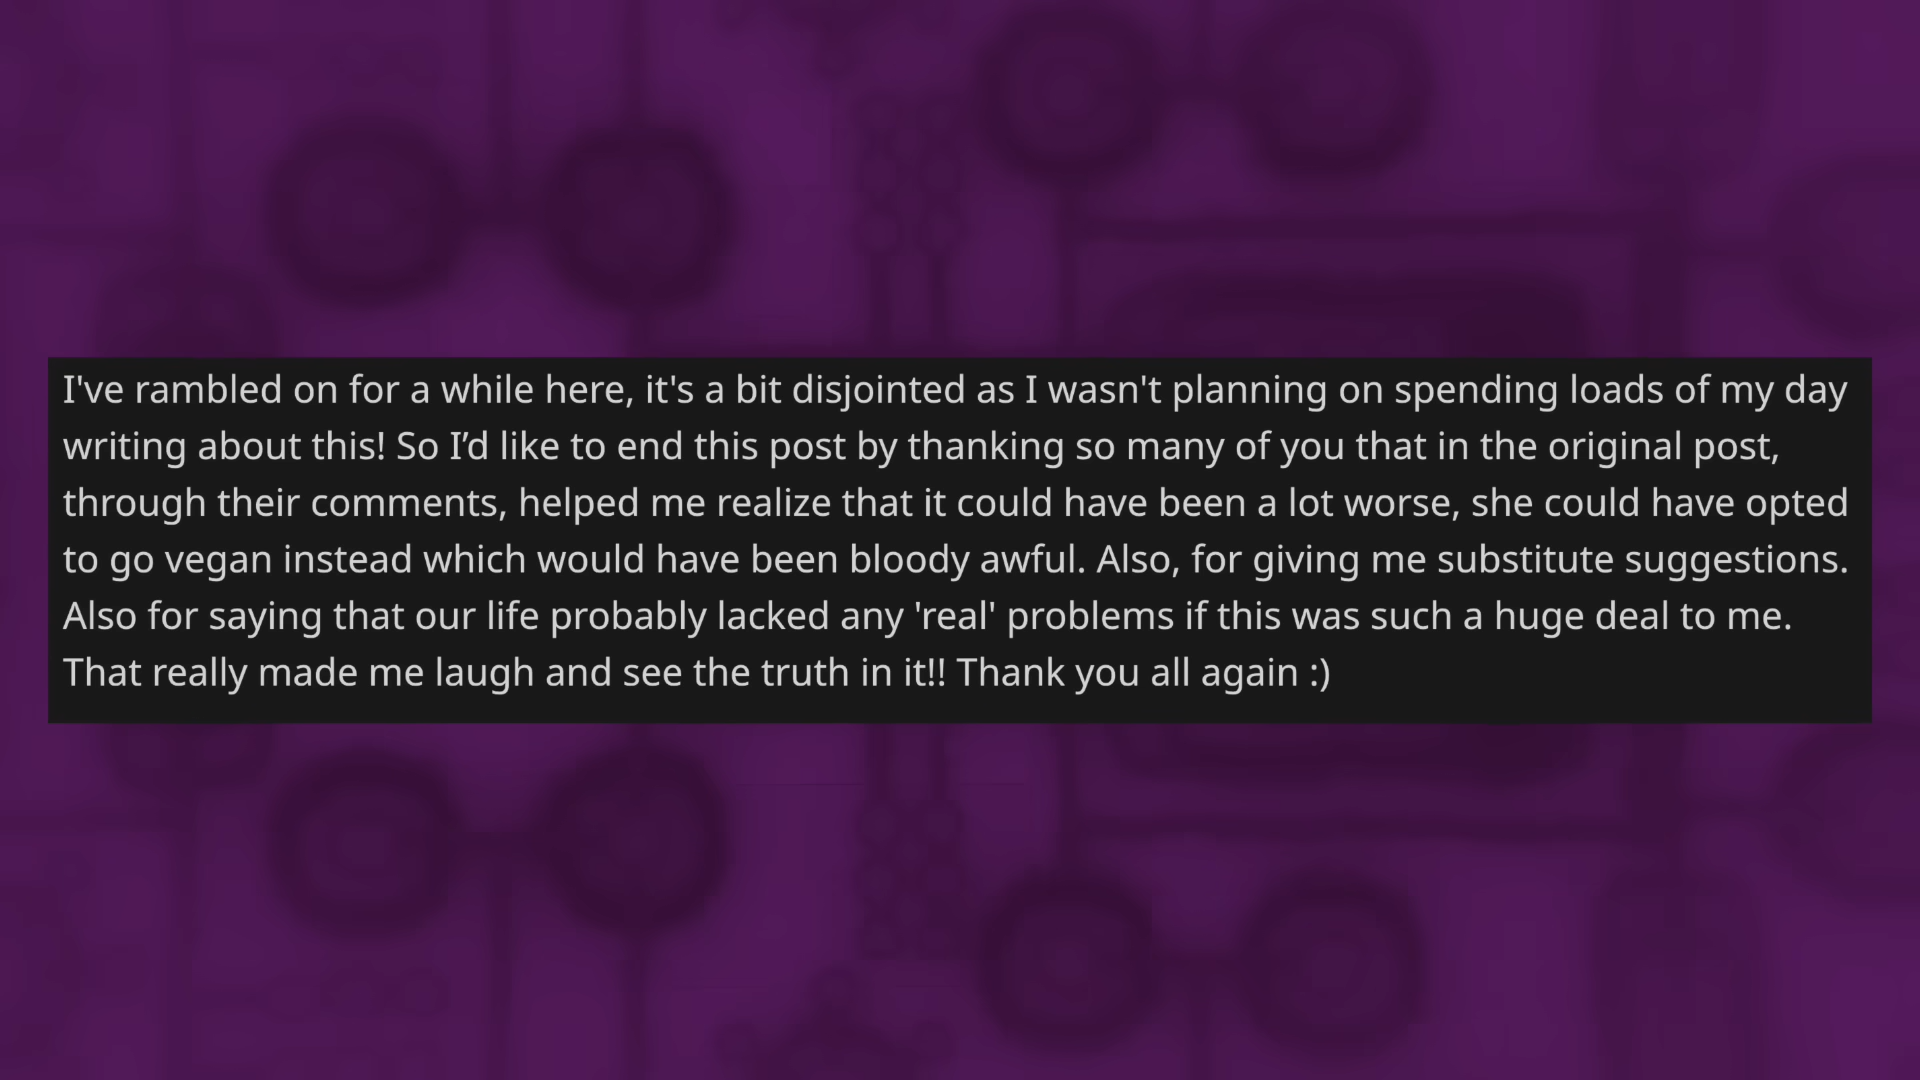 I've rambled on for a while here, it's a bit disjointed as I wasn't planning on spending loads of my day
writing about this! So I’d like to end this post by thanking so many of you that in the original post,
through their comments, helped me realize that it could have been a lot worse, she could have opted
to go vegan instead which would have been bloody awful. Also, for giving me substitute suggestions.
Also for saying that our life probably lacked any 'real' problems if this was such a huge deal to me.
That really made me laugh and see the truth in it!! Thank you all again :)